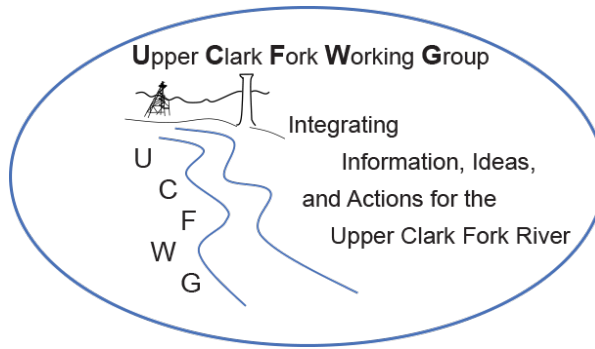 Upper Clark Fork Working Group
Integrating
Information, Ideas,
and Actions for the
Upper Clark Fork River
U
C
F
W
G